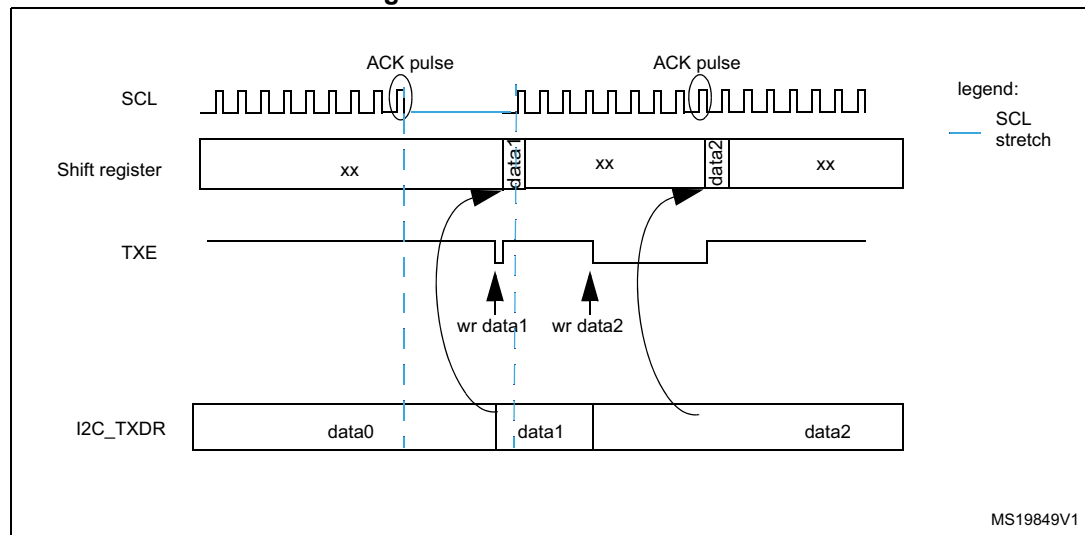 ACK pulse ACK pulse
legend:
SCL
SCL
stretch
Shift register xx data1 xx data2 xx
TXE
wr data1 wr data2
I2C_TXDR data0 data1 data2
MS19849V1